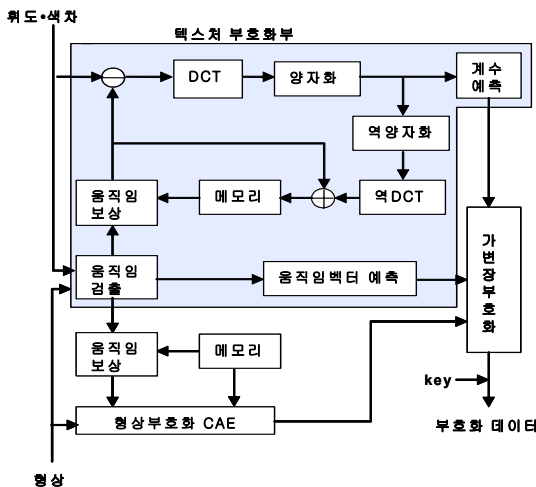 휘도•색차
텍스처 부호화부
DCT
양자화
계수
예측
역양자화
움직임
보상
메모리
역DCT
가
변
장
부
호
화
움직임
검출
움직임벡터 예측
움직임
보상
메모리
key
형상부호화 CAE
부호화 데이터
형상